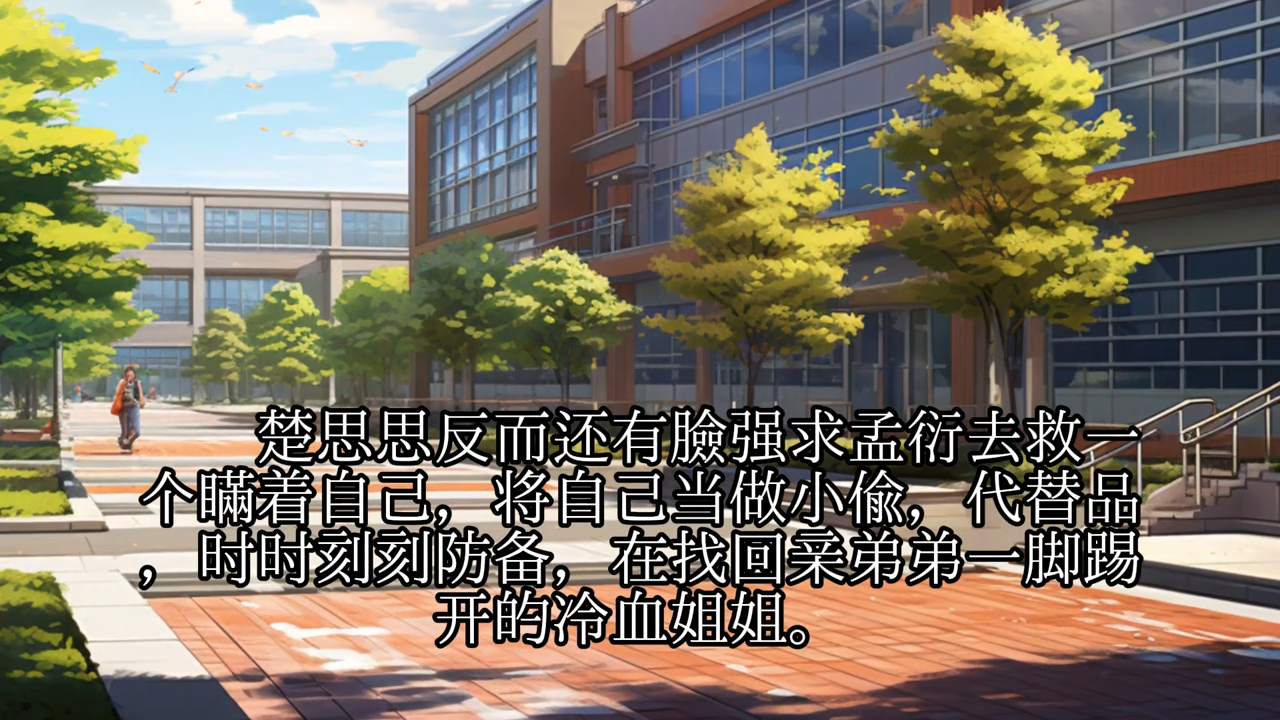 楚思思反而还有臉强求孟衍去救一
个瞒着自己，将自己当做小偷，代替品
，时时刻刻防备，在找回亲弟弟一脚踢
开的冷血姐姐。